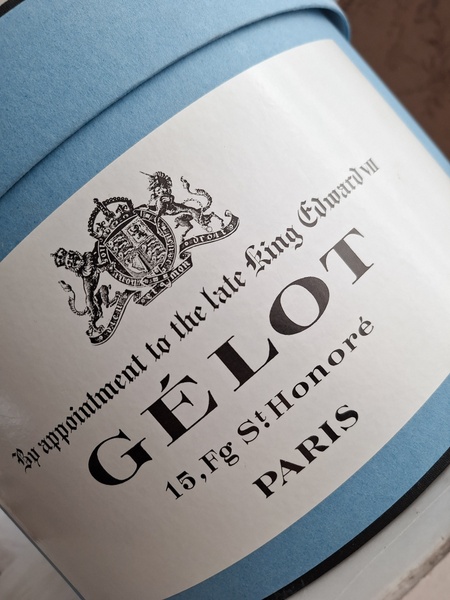 By appointment to the late King Edward VII
GÉLOT
15, Fg St Honoré
PARIS